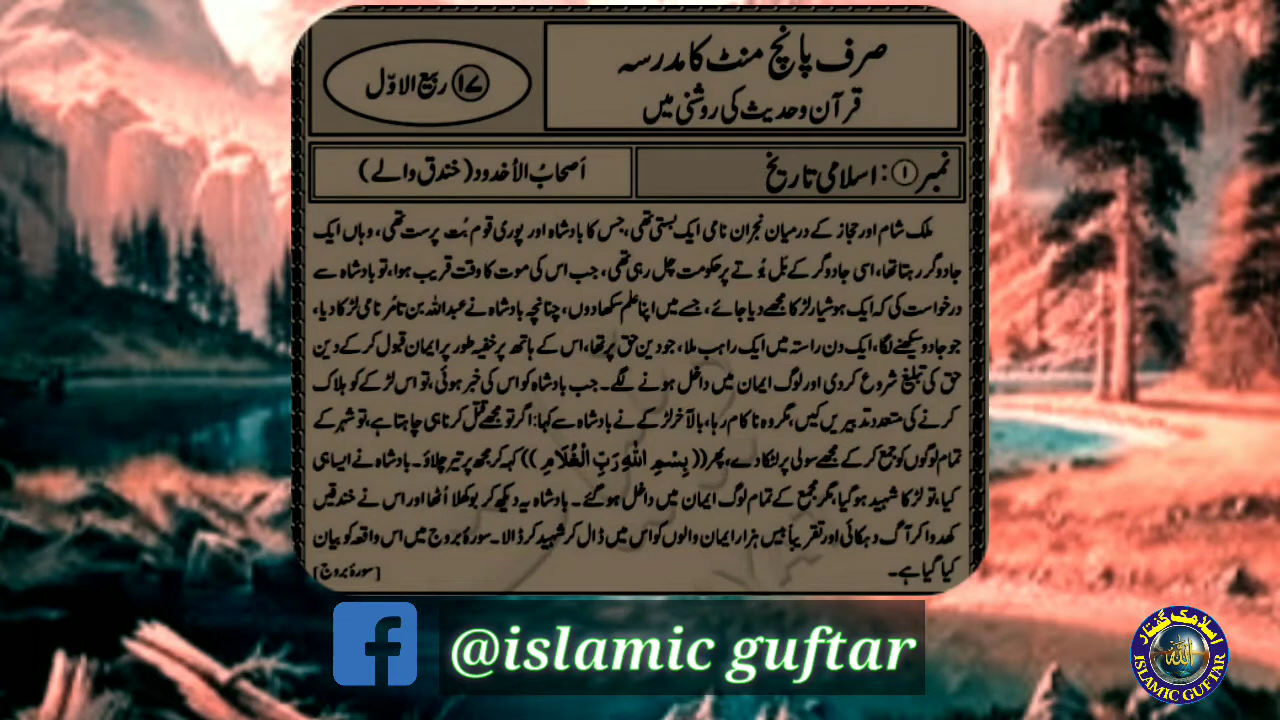 صرف پانچ منٹ کا مدرسہ
قرآن وحدیث کی روشنی میں
۱۷ ربیع الاوّل
نمبر ①: اسلامی تاریخ
أصحابُ الأخدود (خندق والے)
ملک شام اور حجاز کے درمیان نجران نامی ایک بستی تھی، جس کا بادشاہ اور پوری قوم بُت پرست تھی، وہاں ایک
جادوگر رہتا تھا، اسی جادوگر کے بَل بُوتے پر حکومت چل رہی تھی، جب اس کی موت کا وقت قریب ہوا، تو بادشاہ سے
درخواست کی کہ ایک ہوشیار لڑکا مجھے دیا جائے، جسے میں اپنا علم سکھا دوں، چنانچہ بادشاہ نے عبداللہ بن تامُر نامی لڑکا دیا،
جو جادو سیکھنے لگا، ایک دن راستہ میں ایک راہب ملا، جو دین حق پر تھا، اس کے ہاتھ پر خفیہ طور پر ایمان قبول کر کے دین
حق کی تبلیغ شروع کر دی اور لوگ ایمان میں داخل ہونے لگے۔ جب بادشاہ کو اس کی خبر ہوئی، تو اس لڑکے کو ہلاک
کرنے کی متعدد تدبیریں کیں، مگر وہ ناکام رہا، بالآخر لڑکے نے بادشاہ سے کہا: اگر تو مجھے قتل کرنا ہی چاہتا ہے، تو شہر کے
تمام لوگوں کو جمع کر کے مجھے سولی پر لٹکا دے، پھر ((بِسْمِ اللّٰهِ رَبِّ الْغُلَامِ)) کہہ کر مجھ پر تیر چلاؤ۔ بادشاہ نے ایسا ہی
کیا، تو لڑکا شہید ہو گیا، مگر مجمع کے تمام لوگ ایمان میں داخل ہو گئے۔ بادشاہ یہ دیکھ کر بوکھلا اُٹھا اور اس نے خندقیں
کھدوا کر آگ دہکائی اور تقریباً بیس ہزار ایمان والوں کو اس میں ڈال کر شہید کر ڈالا۔ سورۂ بروج میں اس واقعہ کو بیان
کیا گیا ہے۔
[سورۂ بروج]
@islamic guftar
اسلامک گفتار
الله
ISLAMIC GUFTAR